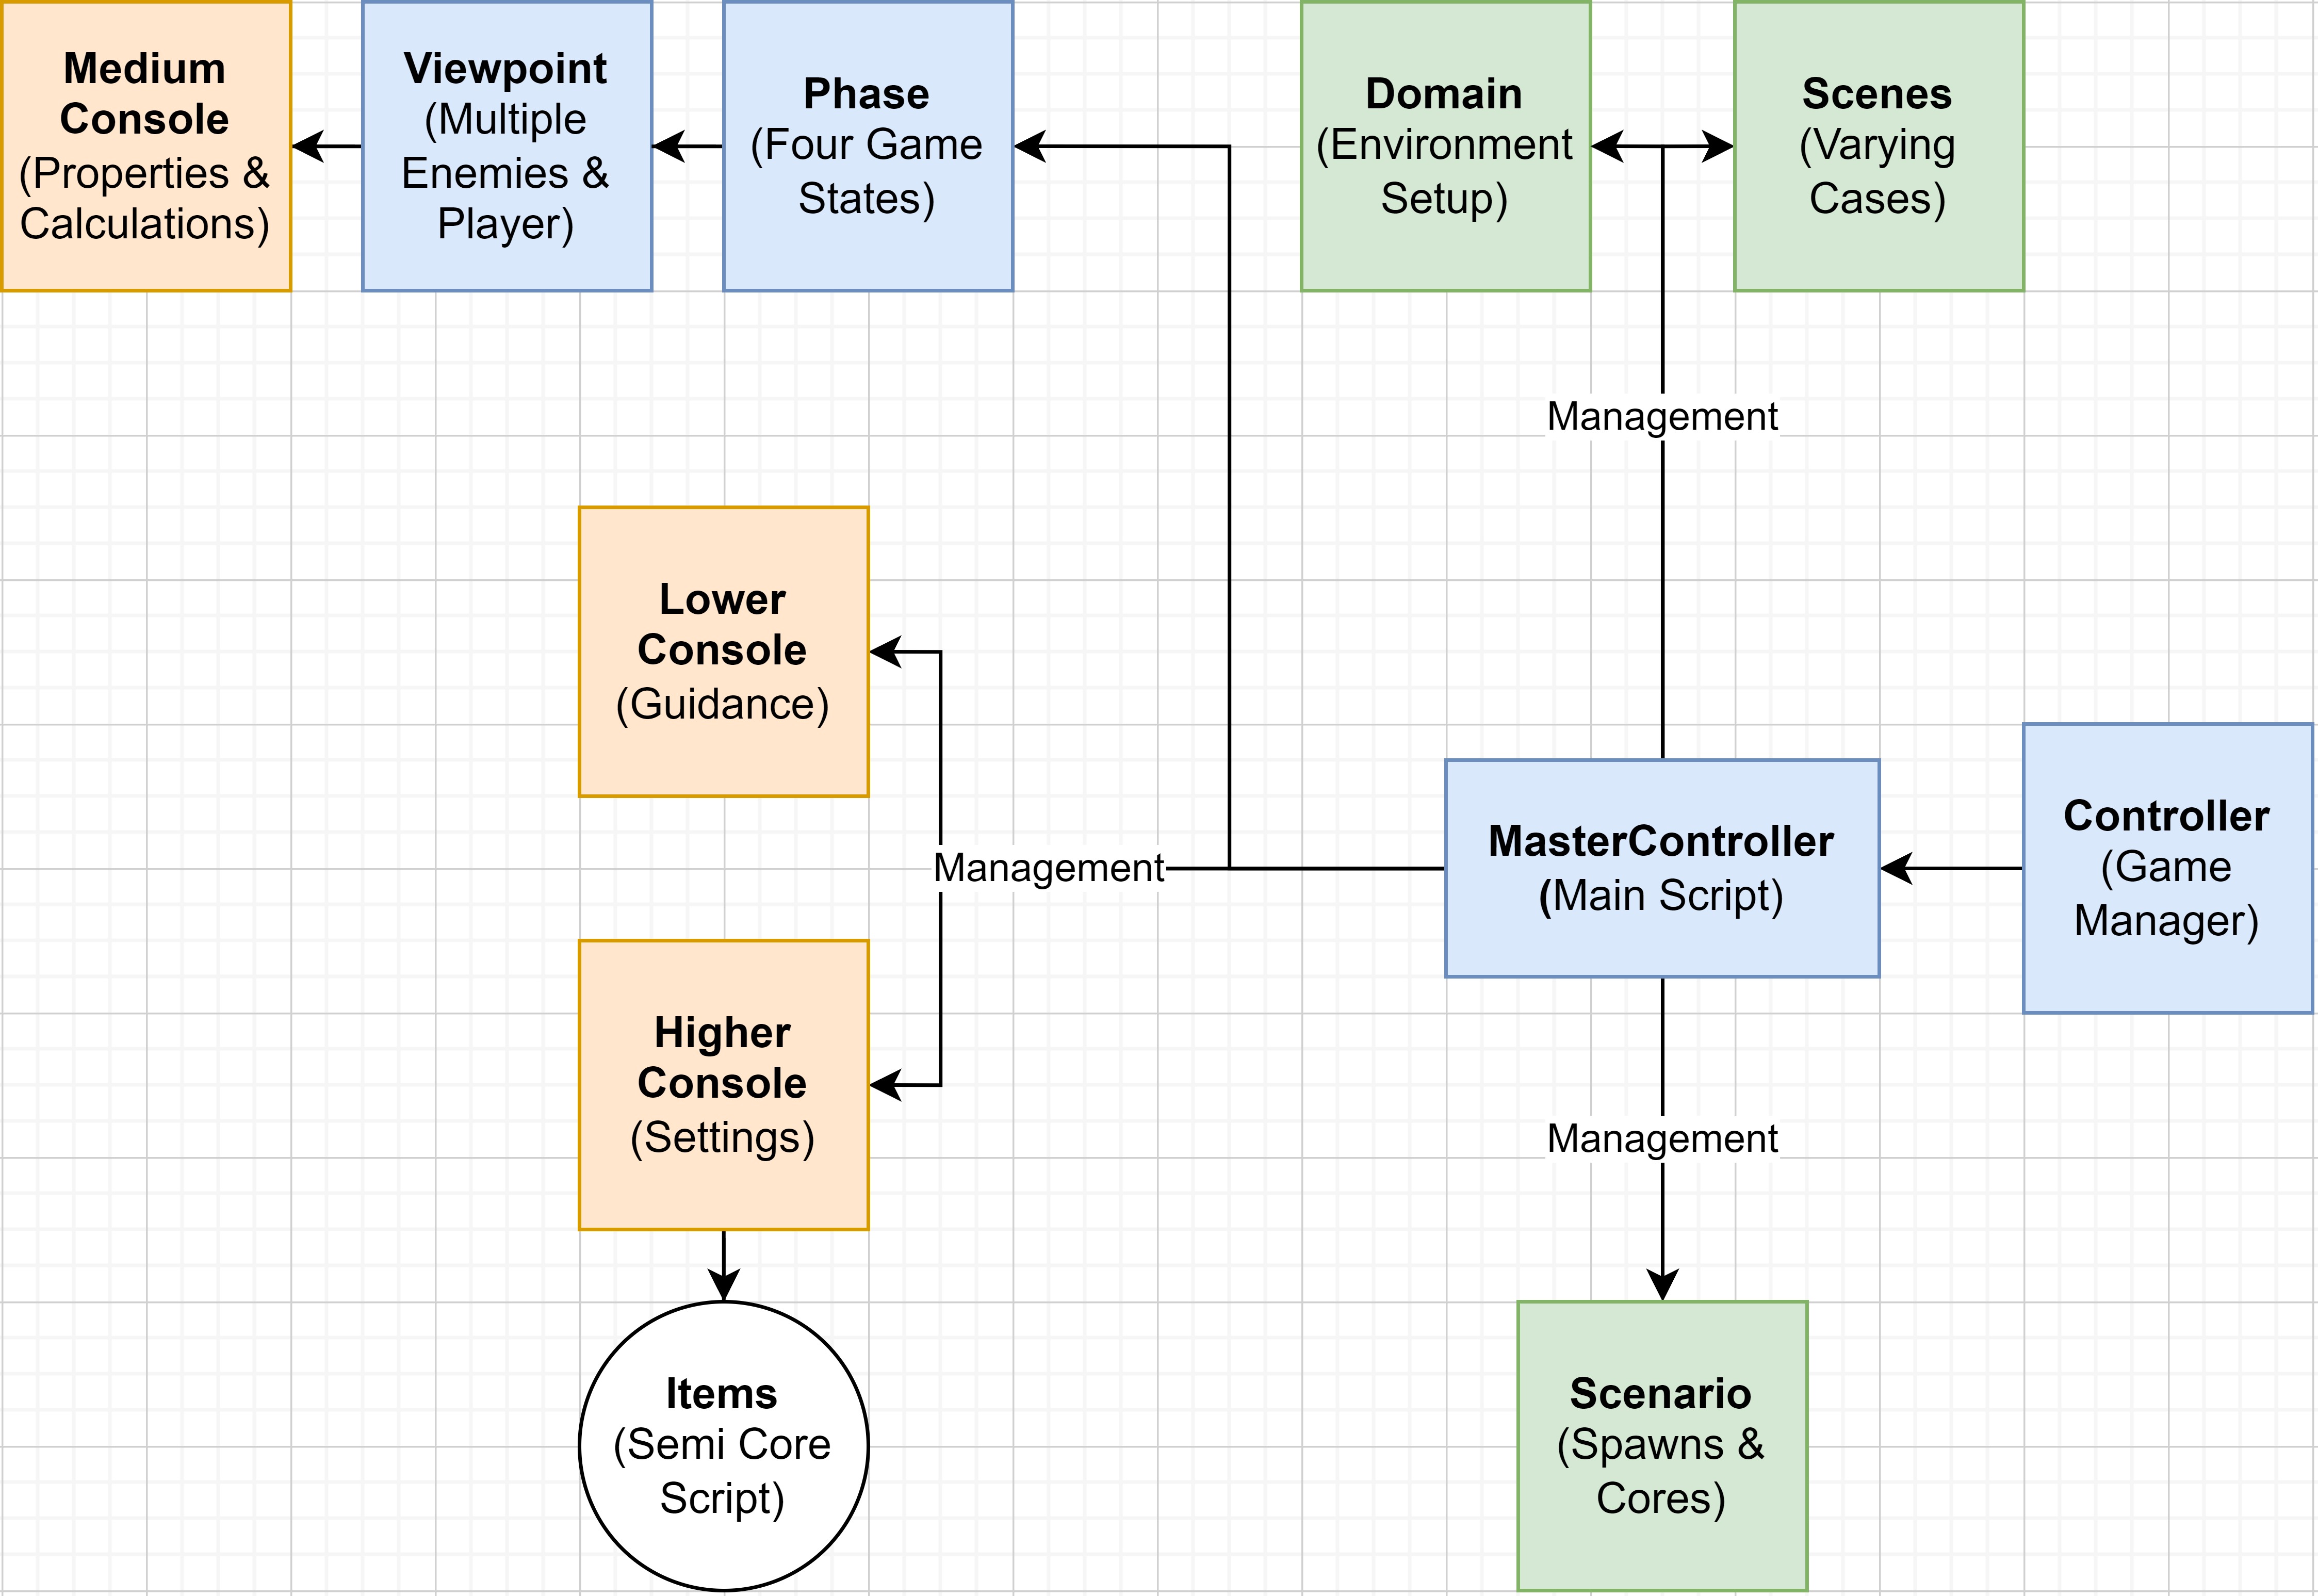 Medium
Console
(Properties &
Calculations)
Viewpoint
(Multiple
Enemies &
Player)
Phase
(Four Game
States)
Domain
(Environment
Setup)
Scenes
(Varying
Cases)
Management
Lower
Console
(Guidance)
Management
MasterController
(Main Script)
Controller
(Game
Manager)
Higher
Console
(Settings)
Management
Items
(Semi Core
Script)
Scenario
(Spawns &
Cores)